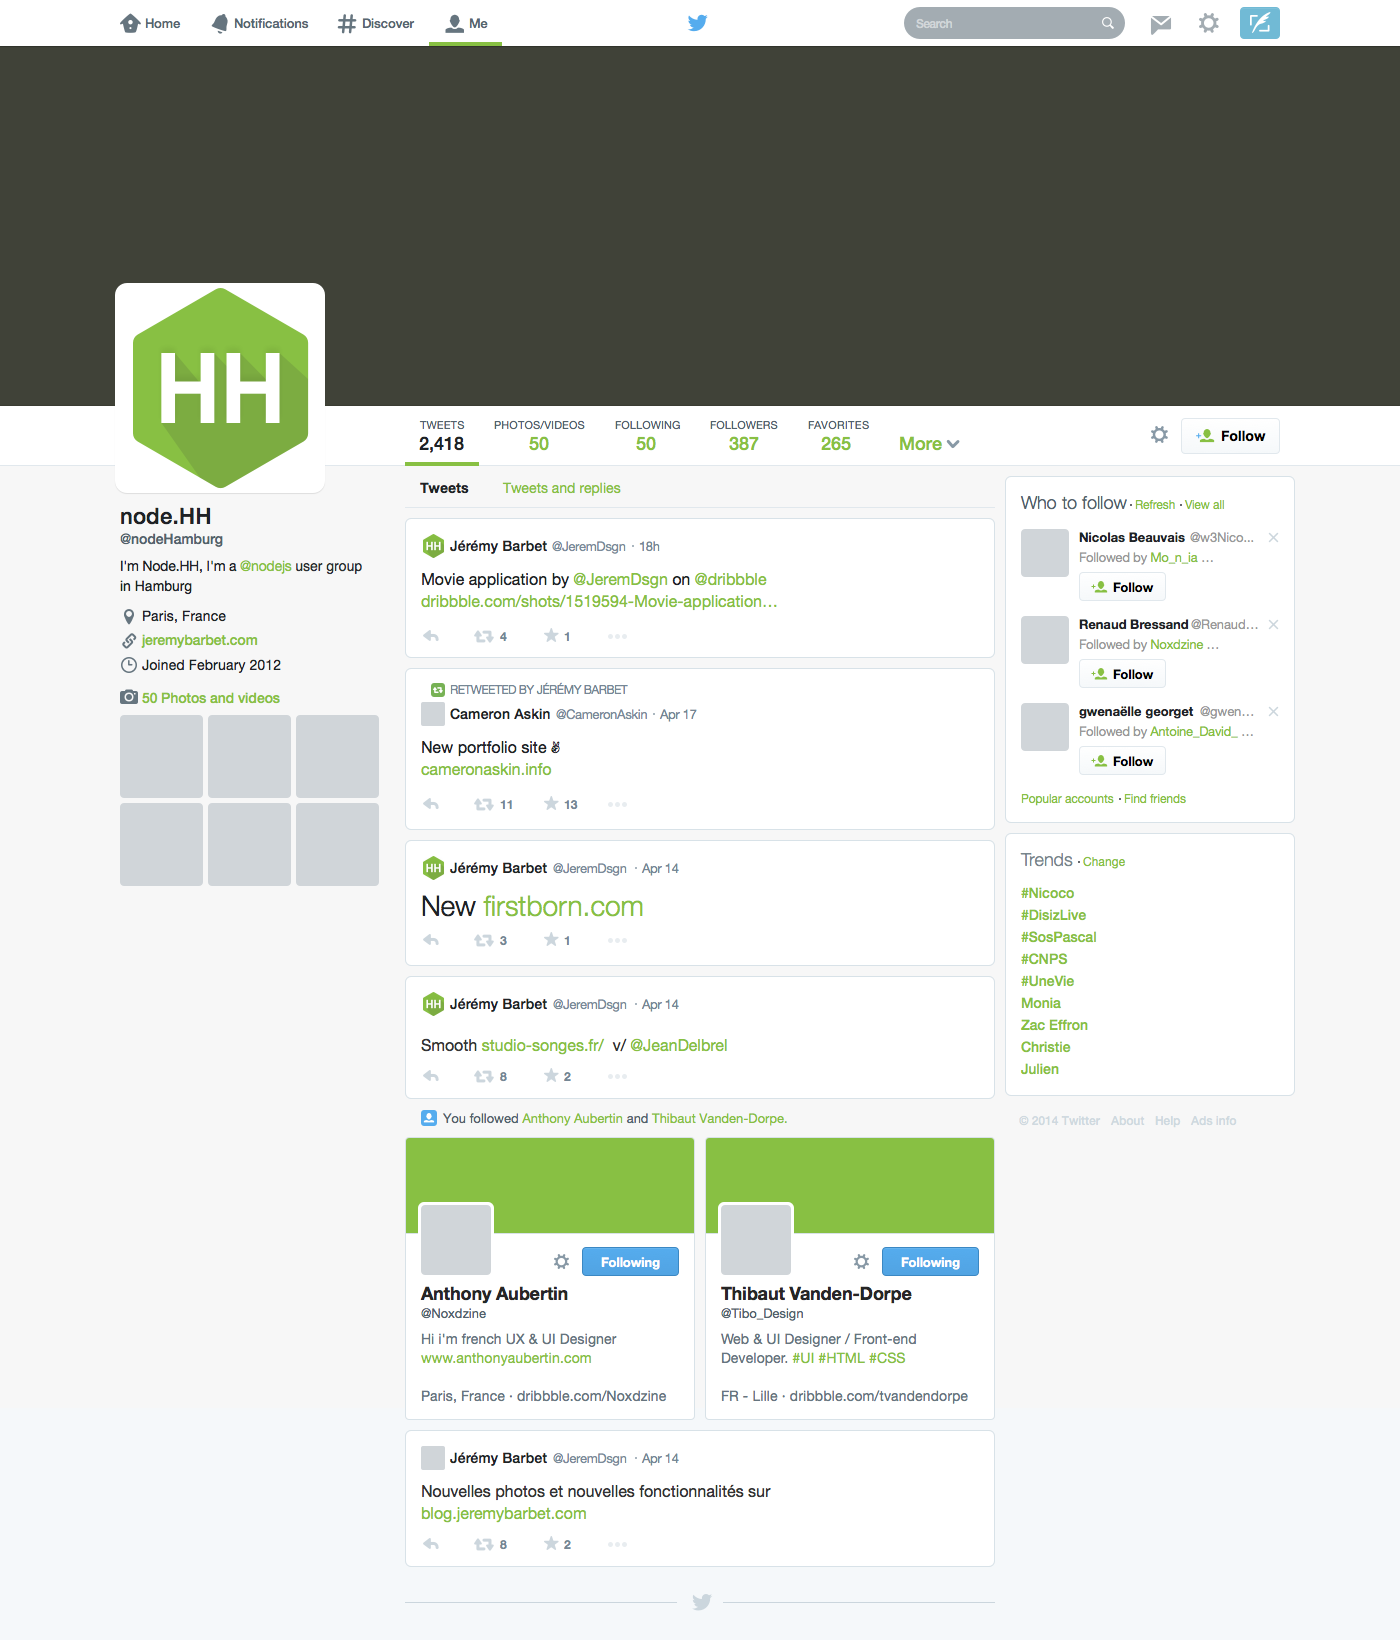 Home Notifications Discover Me Search
HH
TWEETS PHOTOS/VIDEOS FOLLOWING FOLLOWERS FAVORITES
2,418 50 50 387 265 More Follow
node.HH
@nodeHamburg
I'm Node.HH, I'm a @nodejs user group
in Hamburg
Paris, France
jeremybarbet.com
Joined February 2012
50 Photos and videos
Tweets Tweets and replies
HH Jérémy Barbet @JeremDsgn · 18h
Movie application by @JeremDsgn on @dribbble
dribbble.com/shots/1519594-Movie-application...
4 1
RETWEETED BY JÉRÉMY BARBET
Cameron Askin @CameronAskin · Apr 17
New portfolio site ✌
cameronaskin.info
11 13
HH Jérémy Barbet @JeremDsgn · Apr 14
New firstborn.com
3 1
HH Jérémy Barbet @JeremDsgn · Apr 14
Smooth studio-songes.fr/ v/ @JeanDelbrel
8 2
You followed Anthony Aubertin and Thibaut Vanden-Dorpe.
Following
Anthony Aubertin
@Noxdzine
Hi i'm french UX & UI Designer
www.anthonyaubertin.com
Paris, France · dribbble.com/Noxdzine
Following
Thibaut Vanden-Dorpe
@Tibo_Design
Web & UI Designer / Front-end
Developer. #UI #HTML #CSS
FR - Lille · dribbble.com/tvandendorpe
Jérémy Barbet @JeremDsgn · Apr 14
Nouvelles photos et nouvelles fonctionnalités sur
blog.jeremybarbet.com
8 2
Who to follow · Refresh · View all
Nicolas Beauvais @w3Nico...
Followed by Mo_n_ia ...
Follow
Renaud Bressand @Renaud...
Followed by Noxdzine ...
Follow
gwenaëlle georget @gwen...
Followed by Antoine_David_ ...
Follow
Popular accounts · Find friends
Trends · Change
#Nicoco
#DisizLive
#SosPascal
#CNPS
#UneVie
Monia
Zac Effron
Christie
Julien
© 2014 Twitter About Help Ads info